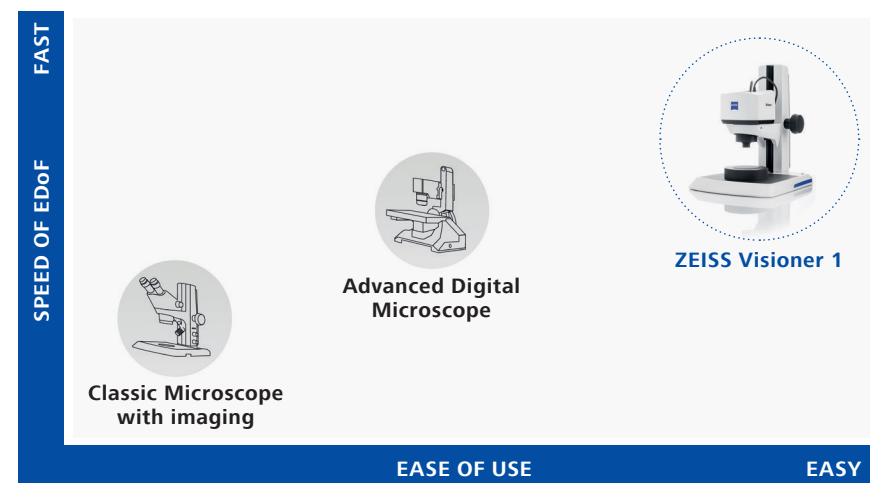 FAST
SPEED OF EDoF
ZEISS Visioner 1
Advanced Digital
Microscope
Classic Microscope
with imaging
EASE OF USE
EASY